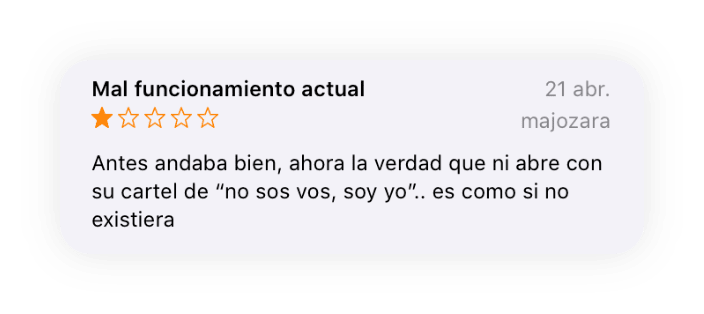 Mal funcionamiento actual
21 abr.
majozara
Antes andaba bien, ahora la verdad que ni abre con
su cartel de “no sos vos, soy yo”.. es como si no
existiera